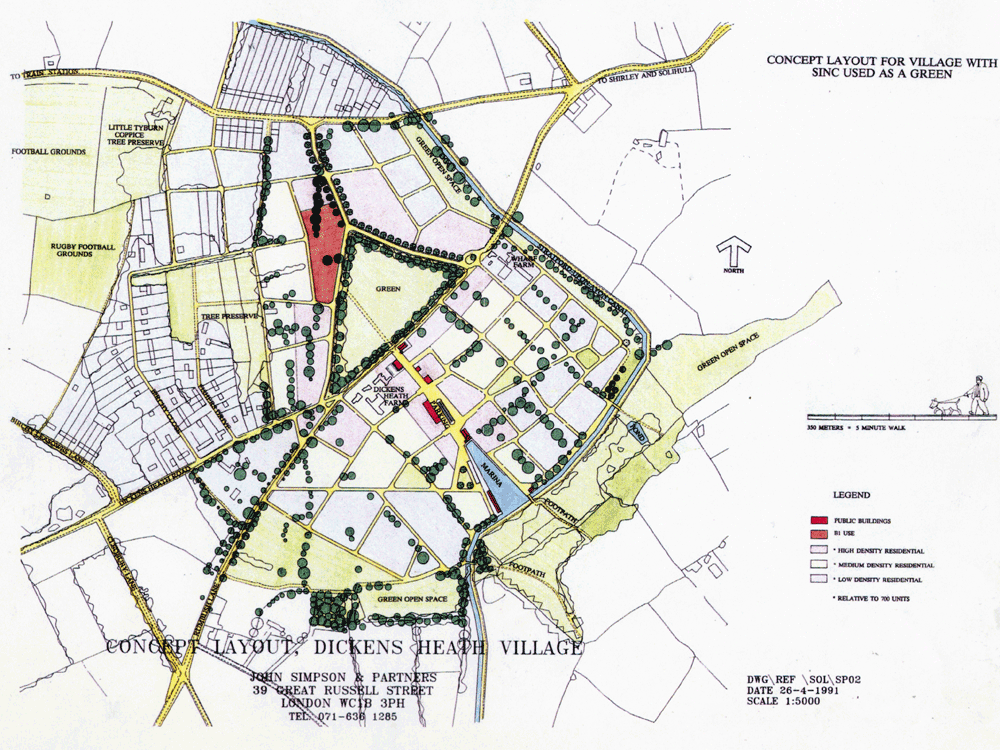 CONCEPT LAYOUT FOR VILLAGE WITH
SINC USED AS A GREEN
TO TRAIN STATION
TO SHIRLEY AND SOLIHULL
LITTLE TYBURN
COPPICE
TREE PRESERVE
FOOTBALL GROUNDS
GREEN OPEN SPACE
RUGBY FOOTBALL
GROUNDS
WHARF
FARM
NORTH
GREEN
TREE PRESERVE
GREEN OPEN SPACE
DICKENS
HEATH
FARM
350 METERS = 5 MINUTE WALK
POND
MARINA
DICKENS HEATH ROAD
FOOTPATH
FOOTPATH
GREEN OPEN SPACE
LEGEND
PUBLIC BUILDINGS
B1 USE
* HIGH DENSITY RESIDENTIAL
* MEDIUM DENSITY RESIDENTIAL
* LOW DENSITY RESIDENTIAL
* RELATIVE TO 700 UNITS
CONCEPT LAYOUT, DICKENS HEATH VILLAGE
JOHN SIMPSON & PARTNERS
39 GREAT RUSSELL STREET
LONDON WC1B 3PH
TEL: 071-636 1285
DWG\REF \SOL\SP02
DATE 26-4-1991
SCALE 1:5000